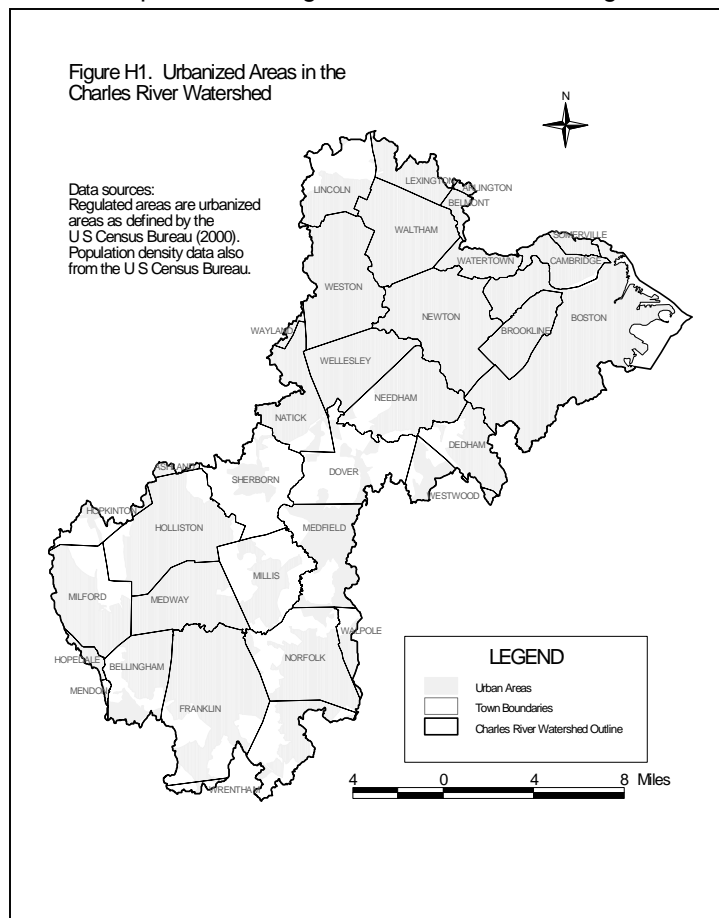 Figure H1. Urbanized Areas in the
Charles River Watershed
N
Data sources:
Regulated areas are urbanized
areas as defined by the
U S Census Bureau (2000).
Population density data also
from the U S Census Bureau.
LINCOLN
LEXINGTON
ARLINGTON
BELMONT
WALTHAM
SOMERVILLE
WATERTOWN
CAMBRIDGE
WESTON
NEWTON
BOSTON
WAYLAND
BROOKLINE
WELLESLEY
NEEDHAM
NATICK
DEDHAM
ASHLAND
SHERBORN
DOVER
WESTWOOD
HOPKINTON
HOLLISTON
MEDFIELD
MILLIS
MILFORD
MEDWAY
WALPOLE
HOPEDALE
BELLINGHAM
NORFOLK
MENDON
FRANKLIN
WRENTHAM
LEGEND
Urban Areas
Town Boundaries
Charles River Watershed Outline
4 0 4 8 Miles